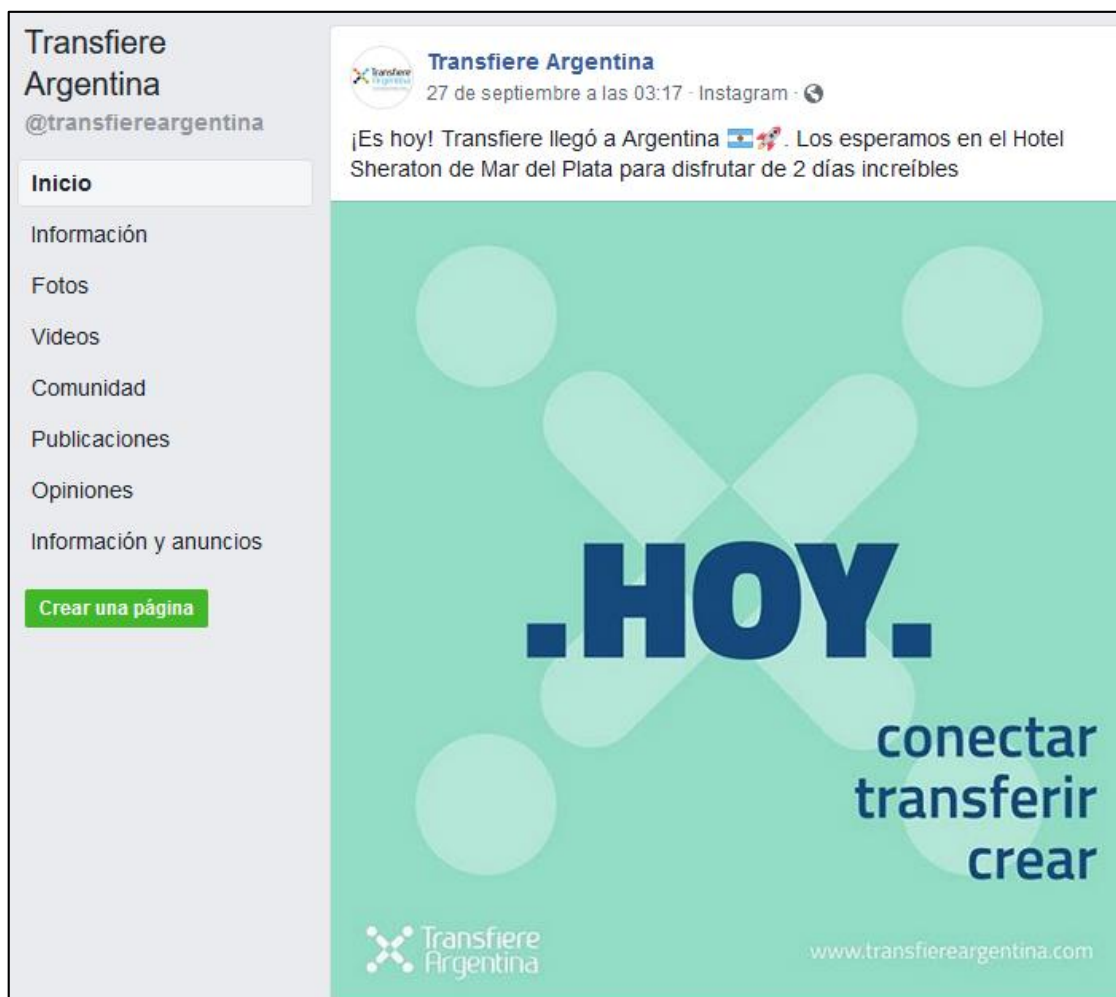 Transfiere
Argentina
@transfiereargentina
Inicio
Información
Fotos
Videos
Comunidad
Publicaciones
Opiniones
Información y anuncios
Crear una página
Transfiere
Argentina
Transfiere Argentina
27 de septiembre a las 03:17 · Instagram ·
¡Es hoy! Transfiere llegó a Argentina 🇦🇷🚀. Los esperamos en el Hotel
Sheraton de Mar del Plata para disfrutar de 2 días increíbles
.HOY.
conectar
transferir
crear
Transfiere
Argentina
www.transfiereargentina.com